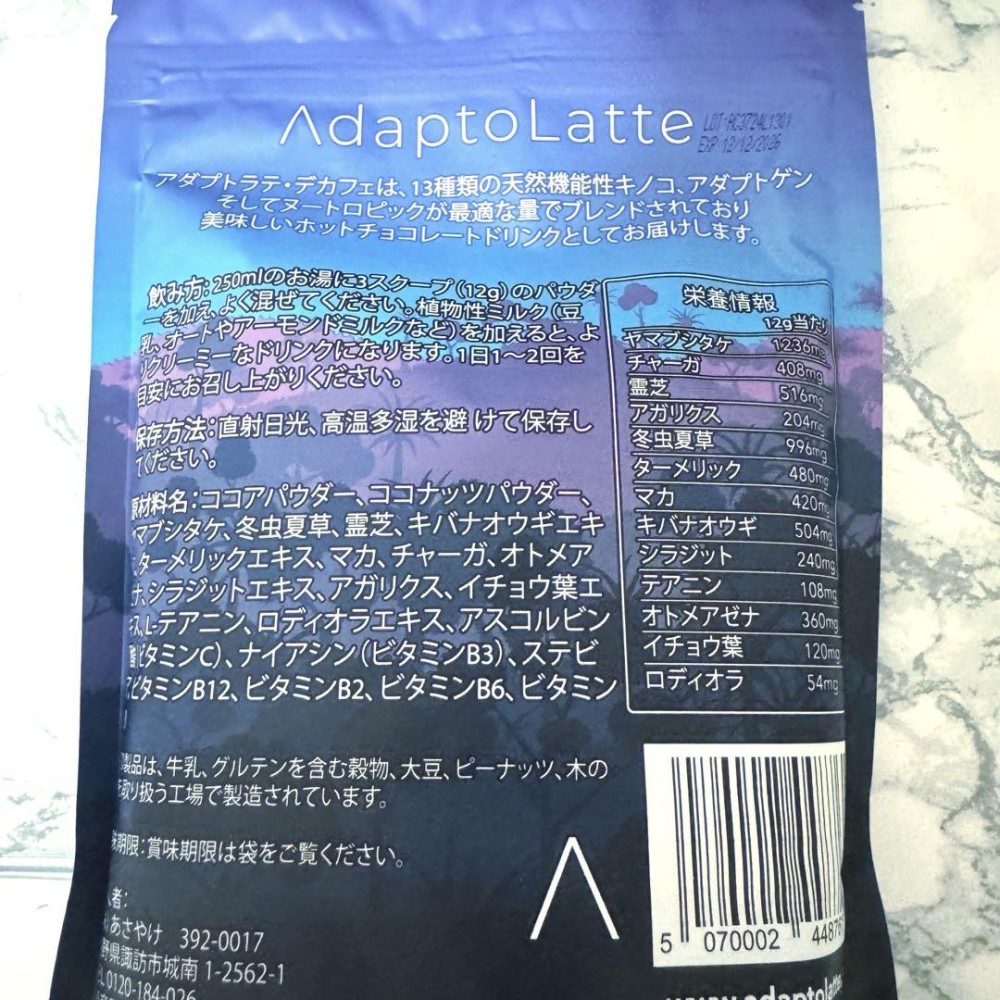 AdaptoLatte
LOT:RG3724L1301
EXP 12/12/2026
アダプトラテ・デカフェは、13種類の天然機能性キノコ、アダプトゲン
そしてヌートロピックが最適な量でブレンドされており
美味しいホットチョコレートドリンクとしてお届けします。
飲み方: 250mlのお湯に3スクープ (12g) のパウダ
ーを加え、よく混ぜてください。植物性ミルク (豆
乳、オートやアーモンドミルクなど) を加えると、よ
りクリーミーなドリンクになります。1日1〜2回を
目安にお召し上がりください。
保存方法:直射日光、高温多湿を避 けて保存し
てください。
原材料名:ココアパウダー、ココナッツパウダー、
ヤマブシタケ、冬虫夏草、霊芝、キバナオウギエキ
、ターメリックエキス、マカ、チャーガ、オトメア
ナ、シラジットエキス、アガリクス、イチョウ葉エ
キス、L-テアニン、ロディオラエキス、アスコルビン
ビタミンC)、ナイアシン (ビタミンB3)、ステビ
ビタミンB12、ビタミンB2、ビタミンB6、ビタミン
製品は、牛乳、グルテンを含む穀物、大豆、ピーナッツ、木の
を取り扱う工場で製造されています。
期限:賞味期限は袋をご覧ください。
者:
あさやけ 392-0017
野県諏訪市城南 1-2562-1
0120-184-026
栄養情報
12g当たり
ヤマブシタケ 1236mg
チャーガ 408mg
霊芝 516mg
アガリクス 204mg
冬虫夏草 996mg
ターメリック 480mg
マカ 420mg
キバナオウギ 504mg
シラジット 240mg
テアニン 108mg
オトメアゼナ 360mg
イチョウ葉 120mg
ロディオラ 54mg
5 070002 4487
www.adaptolatte